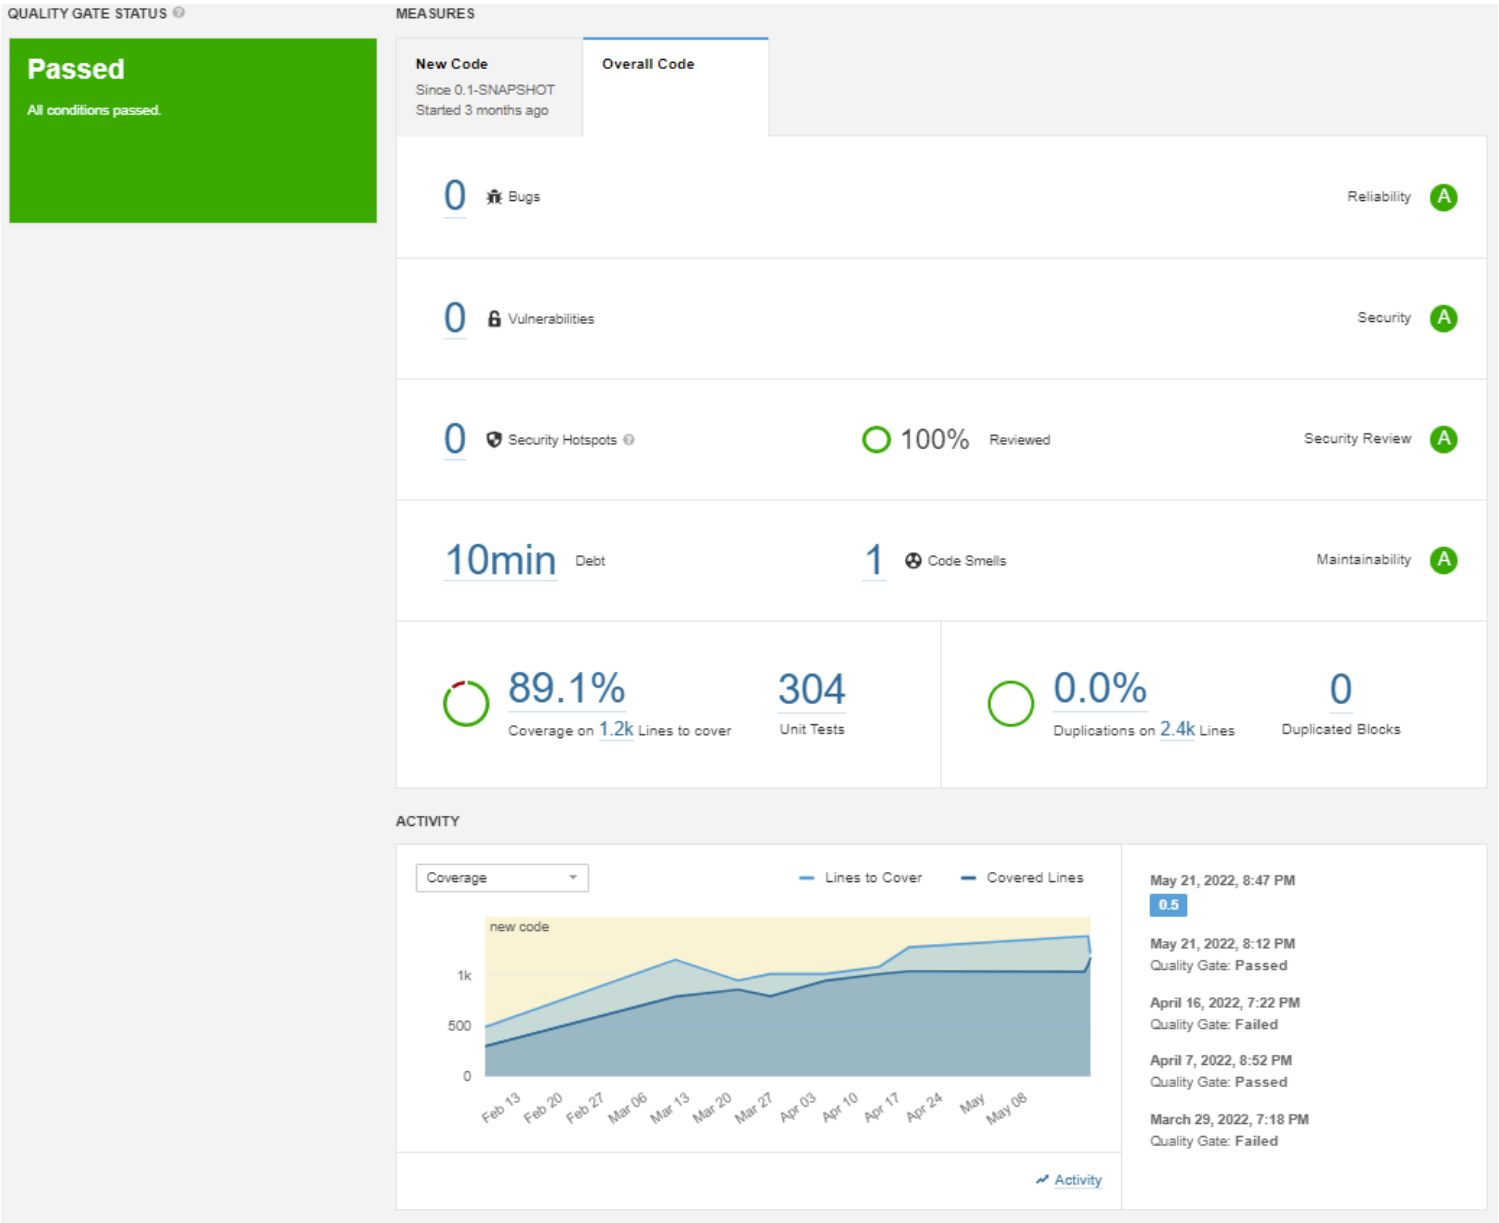 QUALITY GATE STATUS
Passed
All conditions passed.
MEASURES
New Code
Since 0.1-SNAPSHOT
Started 3 months ago
Overall Code
0 Bugs
Reliability A
0 Vulnerabilities
Security A
0 Security Hotspots ?
100% Reviewed
Security Review A
10min Debt
1 Code Smells
Maintainability A
89.1%
Coverage on 1.2k Lines to cover
304
Unit Tests
0.0%
Duplications on 2.4k Lines
0
Duplicated Blocks
ACTIVITY
Coverage
Lines to Cover
Covered Lines
new code
1k
500
0
Feb 13
Feb 20
Feb 27
Mar 06
Mar 13
Mar 20
Mar 27
Apr 03
Apr 10
Apr 17
Apr 24
May
May 08
Activity
May 21, 2022, 8:47 PM
0.5
May 21, 2022, 8:12 PM
Quality Gate: Passed
April 16, 2022, 7:22 PM
Quality Gate: Failed
April 7, 2022, 8:52 PM
Quality Gate: Passed
March 29, 2022, 7:18 PM
Quality Gate: Failed